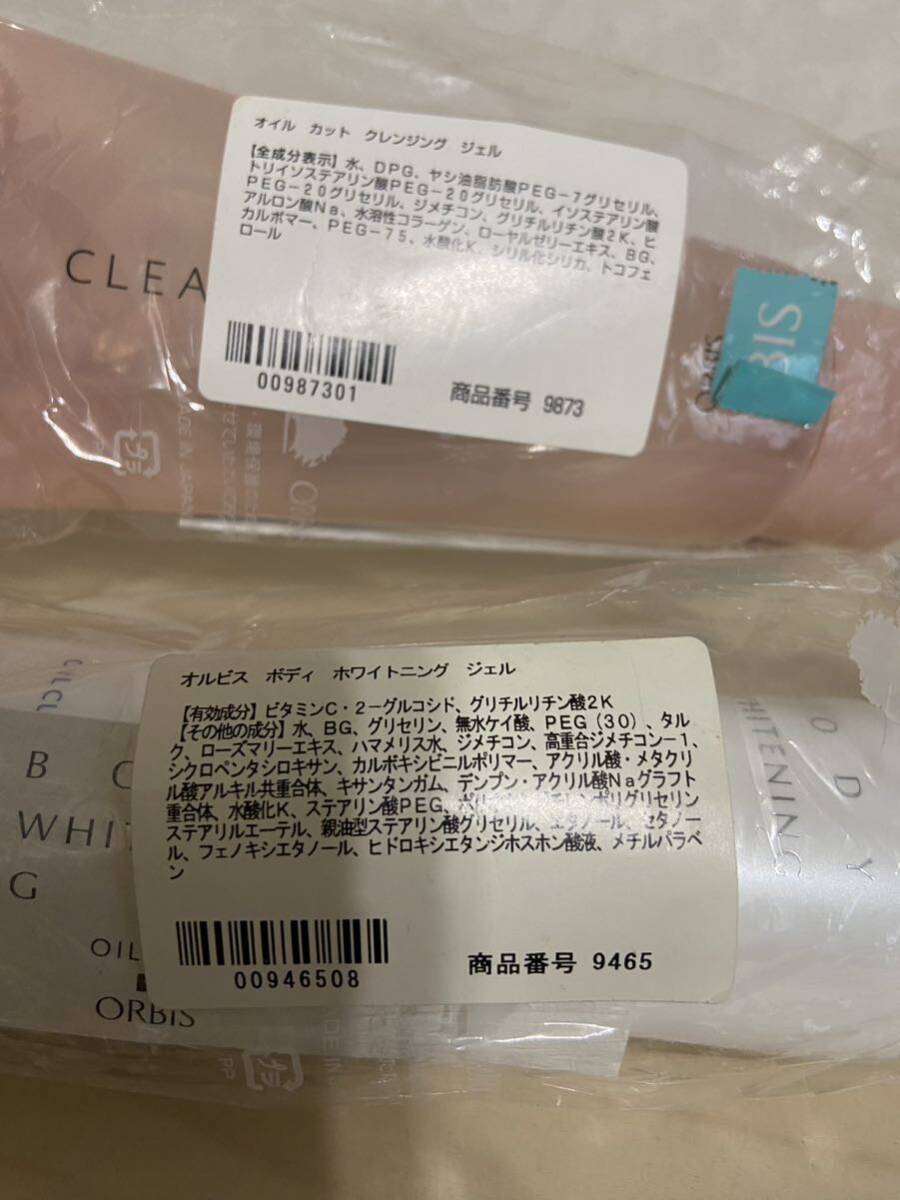 オイル カット クレンジング ジェル
【全成分表示】水、DPG、ヤシ油脂肪酸PEG-7グリセリル、
トリイソステアリン酸PEG-20グリセリル、イソステアリン酸
PEG-20グリセリル、ジメチコン、グリチルリチン酸2K、ヒ
アルロン酸Na、水溶性コラーゲン、ローヤルゼリーエキス、BG、
カルボマー、PEG-75、水酸化K、シリル化シリカ、トコフェ
ロール
00987301
商品番号 9873
CLEA
MADE IN JAPAN
プラ
オルビス ボディ ホワイトニング ジェル
【有効成分】ビタミンC・2-グルコシド、グリチルリチン酸2K
【その他の成分】水、BG、グリセリン、無水ケイ酸、PEG(30)、タル
ク、ローズマリーエキス、ハマメリス水、ジメチコン、高重合ジメチコン-1、
シクロペンタシロキサン、カルボキシビニルポリマー、アクリル酸・メタクリ
ル酸アルキル共重合体、キサンタンガム、デンプン・アクリル酸Naグラフト
重合体、水酸化K、ステアリン酸PEG、ポリグリセリン
ステアリルエーテル、親油型ステアリン酸グリセリル、エタノール、セタノー
ル、フェノキシエタノール、ヒドロキシエタンジホスホン酸液、メチルパラベ
ン
00946508
商品番号 9465
WHIT
G
OIL
ORBIS
プラ
PP
BODY
HITENING